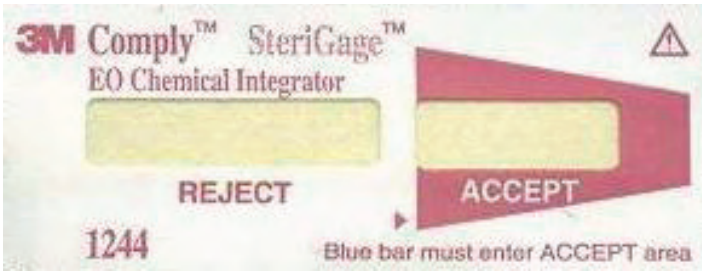 3M Comply™ SteriGage™
EO Chemical Integrator
REJECT ACCEPT
1244 Blue bar must enter ACCEPT area